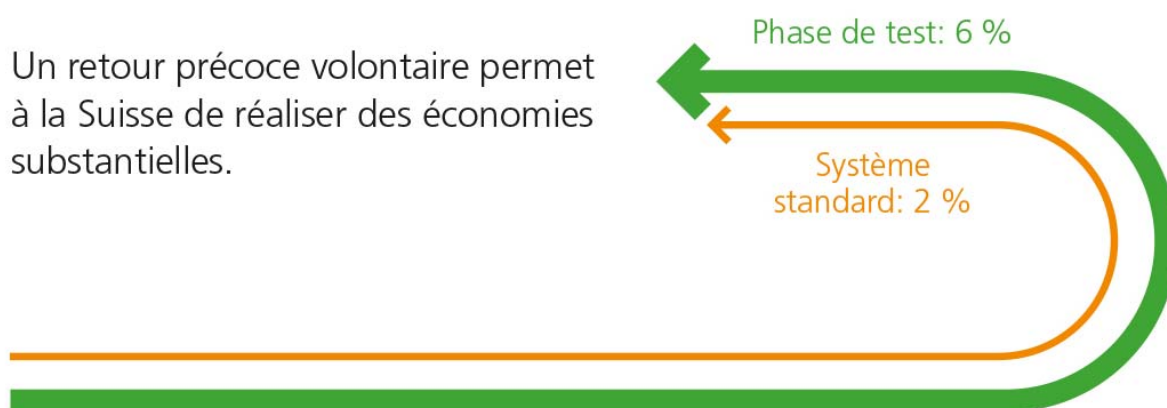 Un retour précoce volontaire permet
à la Suisse de réaliser des économies
substantielles.
Phase de test: 6 %
Système
standard: 2 %